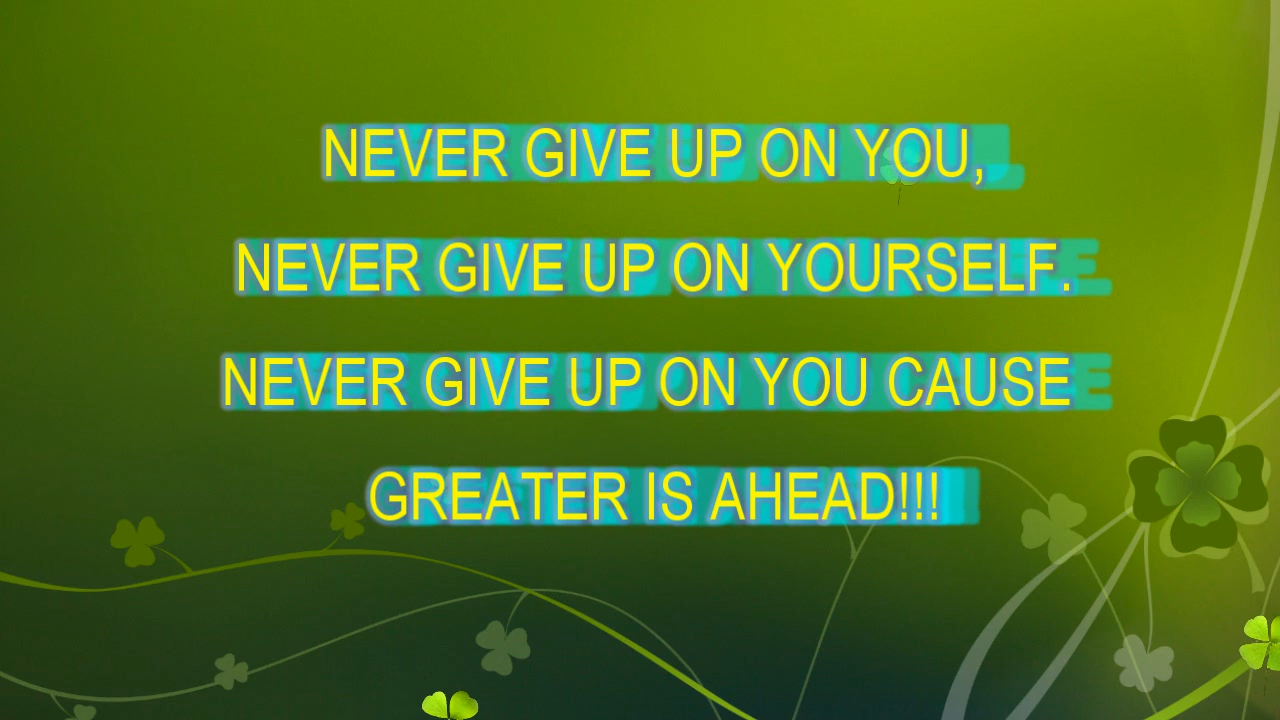 NEVER GIVE UP ON YOU,
NEVER GIVE UP ON YOURSELF.
NEVER GIVE UP ON YOU CAUSE
GREATER IS AHEAD!!!